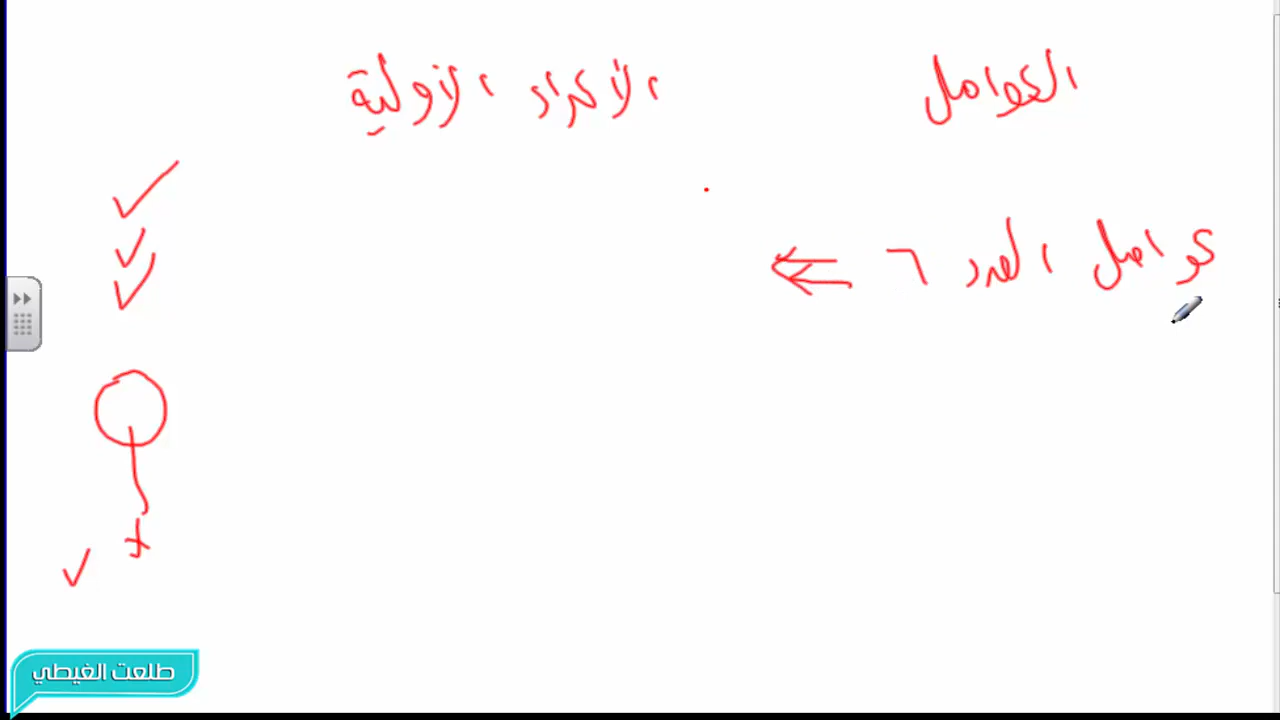 العوامل الأعداد الأولية
عوامل العدد ٦
طلعت الغيطي